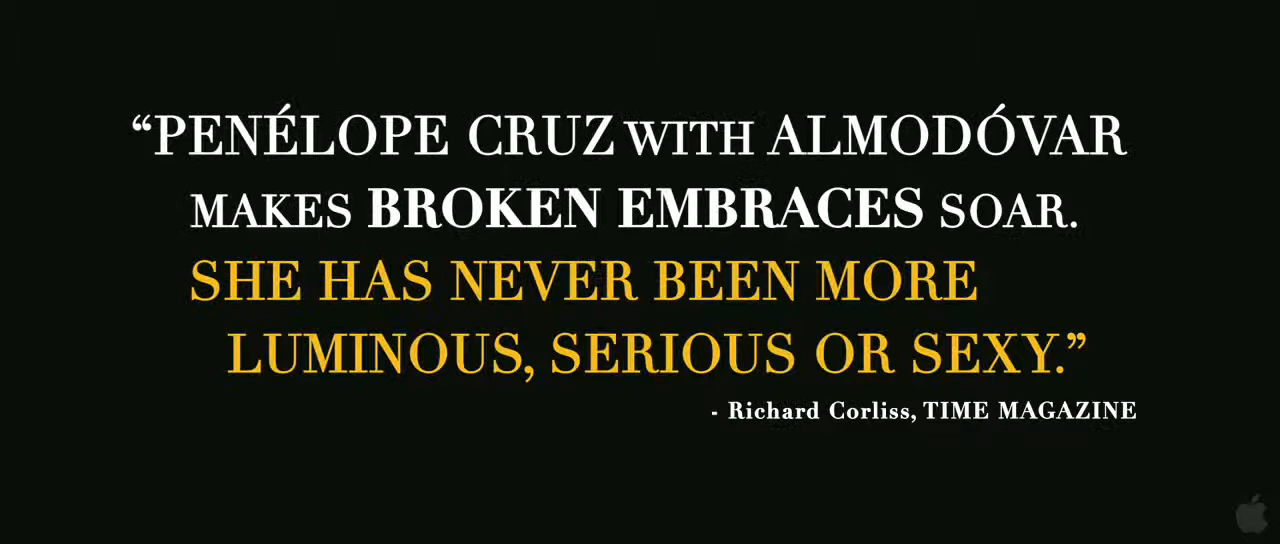 “PENÉLOPE CRUZ WITH ALMODÓVAR
MAKES BROKEN EMBRACES SOAR.
SHE HAS NEVER BEEN MORE
LUMINOUS, SERIOUS OR SEXY.”
- Richard Corliss, TIME MAGAZINE